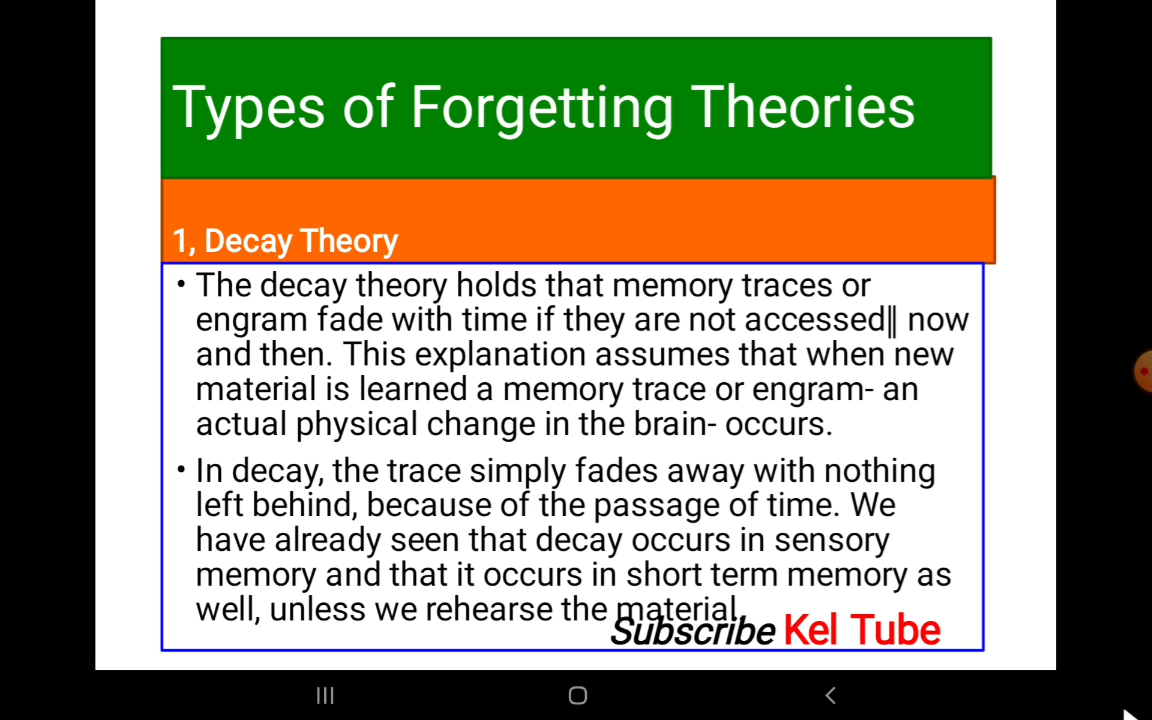 Types of Forgetting Theories
1, Decay Theory
• The decay theory holds that memory traces or
engram fade with time if they are not accessed‖ now
and then. This explanation assumes that when new
material is learned a memory trace or engram- an
actual physical change in the brain- occurs.
• In decay, the trace simply fades away with nothing
left behind, because of the passage of time. We
have already seen that decay occurs in sensory
memory and that it occurs in short term memory as
well, unless we rehearse the material.
Subscribe Kel Tube